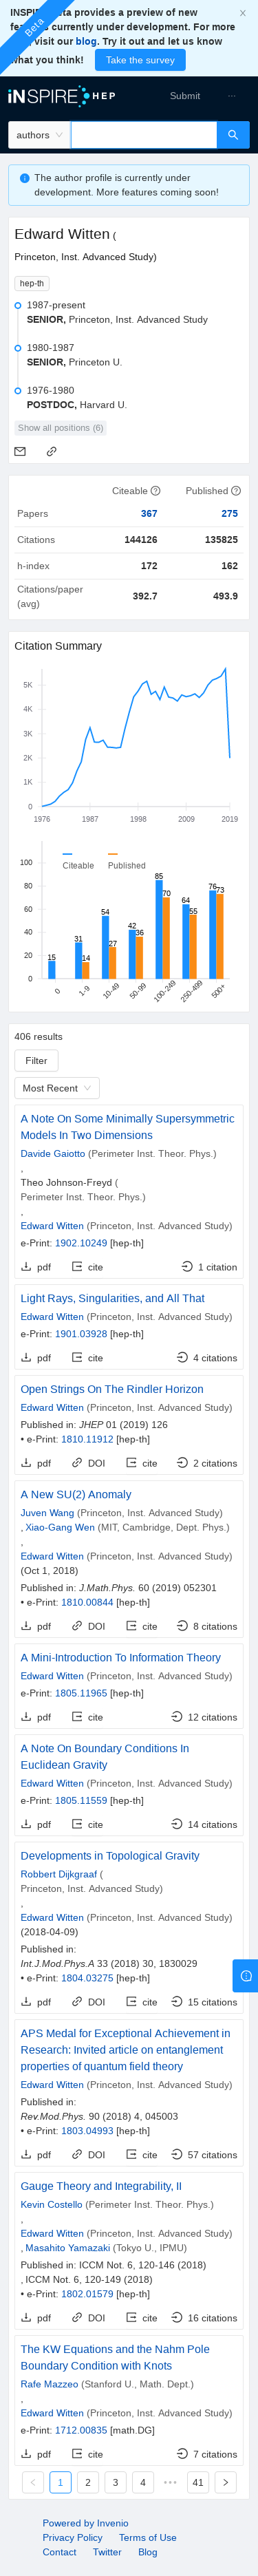 Beta
INSPIRE Beta provides a preview of new
features currently under development. For more
visit our blog. Try it out and let us know
what you think! Take the survey
INSPIRE HEP
Submit ···
authors
The author profile is currently under
development. More features coming soon!
Edward Witten (
Princeton, Inst. Advanced Study)
hep-th
1987-present
SENIOR, Princeton, Inst. Advanced Study
1980-1987
SENIOR, Princeton U.
1976-1980
POSTDOC, Harvard U.
Show all positions (6)
Citeable Published
Papers 367 275
Citations 144126 135825
h-index 172 162
Citations/paper
(avg) 392.7 493.9
Citation Summary
5K
4K
3K
2K
1K
0
1976 1987 1998 2009 2019
Citeable Published
100
80
60
40
20
0
15 31 14 54 27 42 36 85 70 64 55 76 73
0 1-9 10-49 50-99 100-249 250-499 500+
406 results
Filter
Most Recent
A Note On Some Minimally Supersymmetric
Models In Two Dimensions
Davide Gaiotto (Perimeter Inst. Theor. Phys.)
,
Theo Johnson-Freyd (
Perimeter Inst. Theor. Phys.)
,
Edward Witten (Princeton, Inst. Advanced Study)
e-Print: 1902.10249 [hep-th]
pdf cite 1 citation
Light Rays, Singularities, and All That
Edward Witten (Princeton, Inst. Advanced Study)
e-Print: 1901.03928 [hep-th]
pdf cite 4 citations
Open Strings On The Rindler Horizon
Edward Witten (Princeton, Inst. Advanced Study)
Published in: JHEP 01 (2019) 126
• e-Print: 1810.11912 [hep-th]
pdf DOI cite 2 citations
A New SU(2) Anomaly
Juven Wang (Princeton, Inst. Advanced Study)
, Xiao-Gang Wen (MIT, Cambridge, Dept. Phys.)
,
Edward Witten (Princeton, Inst. Advanced Study)
(Oct 1, 2018)
Published in: J.Math.Phys. 60 (2019) 052301
• e-Print: 1810.00844 [hep-th]
pdf DOI cite 8 citations
A Mini-Introduction To Information Theory
Edward Witten (Princeton, Inst. Advanced Study)
e-Print: 1805.11965 [hep-th]
pdf cite 12 citations
A Note On Boundary Conditions In
Euclidean Gravity
Edward Witten (Princeton, Inst. Advanced Study)
e-Print: 1805.11559 [hep-th]
pdf cite 14 citations
Developments in Topological Gravity
Robbert Dijkgraaf (
Princeton, Inst. Advanced Study)
,
Edward Witten (Princeton, Inst. Advanced Study)
(2018-04-09)
Published in:
Int.J.Mod.Phys.A 33 (2018) 30, 1830029
• e-Print: 1804.03275 [hep-th]
pdf DOI cite 15 citations
APS Medal for Exceptional Achievement in
Research: Invited article on entanglement
properties of quantum field theory
Edward Witten (Princeton, Inst. Advanced Study)
Published in:
Rev.Mod.Phys. 90 (2018) 4, 045003
• e-Print: 1803.04993 [hep-th]
pdf DOI cite 57 citations
Gauge Theory and Integrability, II
Kevin Costello (Perimeter Inst. Theor. Phys.)
,
Edward Witten (Princeton, Inst. Advanced Study)
, Masahito Yamazaki (Tokyo U., IPMU)
Published in: ICCM Not. 6, 120-146 (2018)
, ICCM Not. 6, 120-149 (2018)
• e-Print: 1802.01579 [hep-th]
pdf DOI cite 16 citations
The KW Equations and the Nahm Pole
Boundary Condition with Knots
Rafe Mazzeo (Stanford U., Math. Dept.)
,
Edward Witten (Princeton, Inst. Advanced Study)
e-Print: 1712.00835 [math.DG]
pdf cite 7 citations
1 2 3 4 ••• 41
Powered by Invenio
Privacy Policy Terms of Use
Contact Twitter Blog